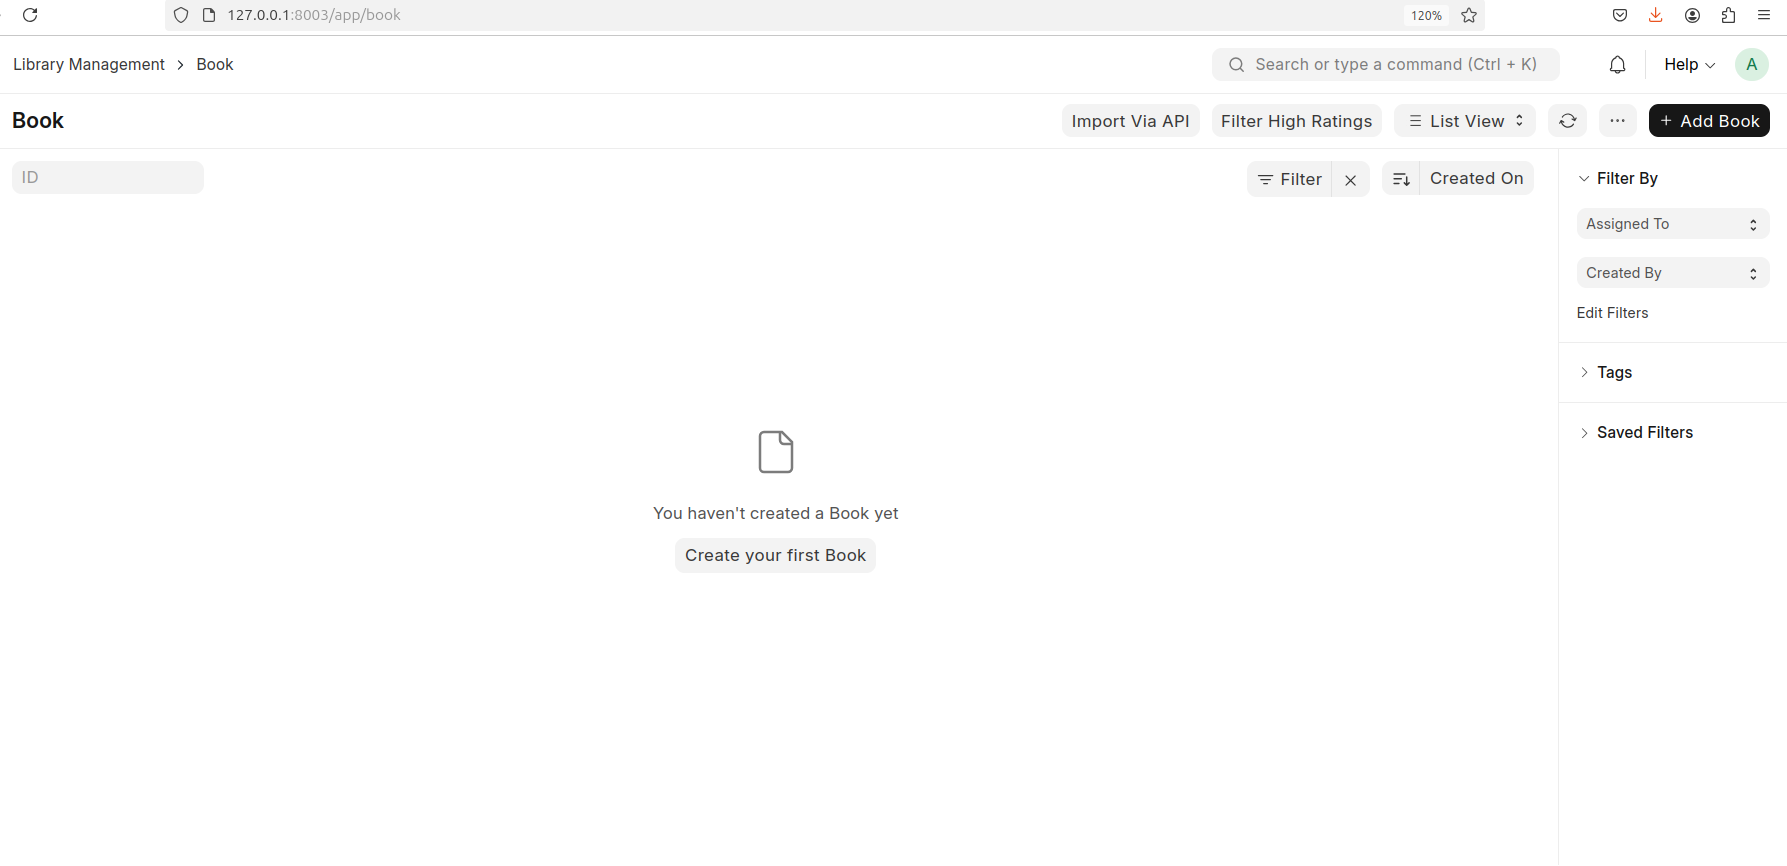 127.0.0.1:8003/app/book
120%
Library Management > Book
Search or type a command (Ctrl + K)
Help
A
Book
Import Via API
Filter High Ratings
List View
...
+ Add Book
ID
Filter
Created On
Filter By
Assigned To
Created By
Edit Filters
Tags
Saved Filters
You haven't created a Book yet
Create your first Book